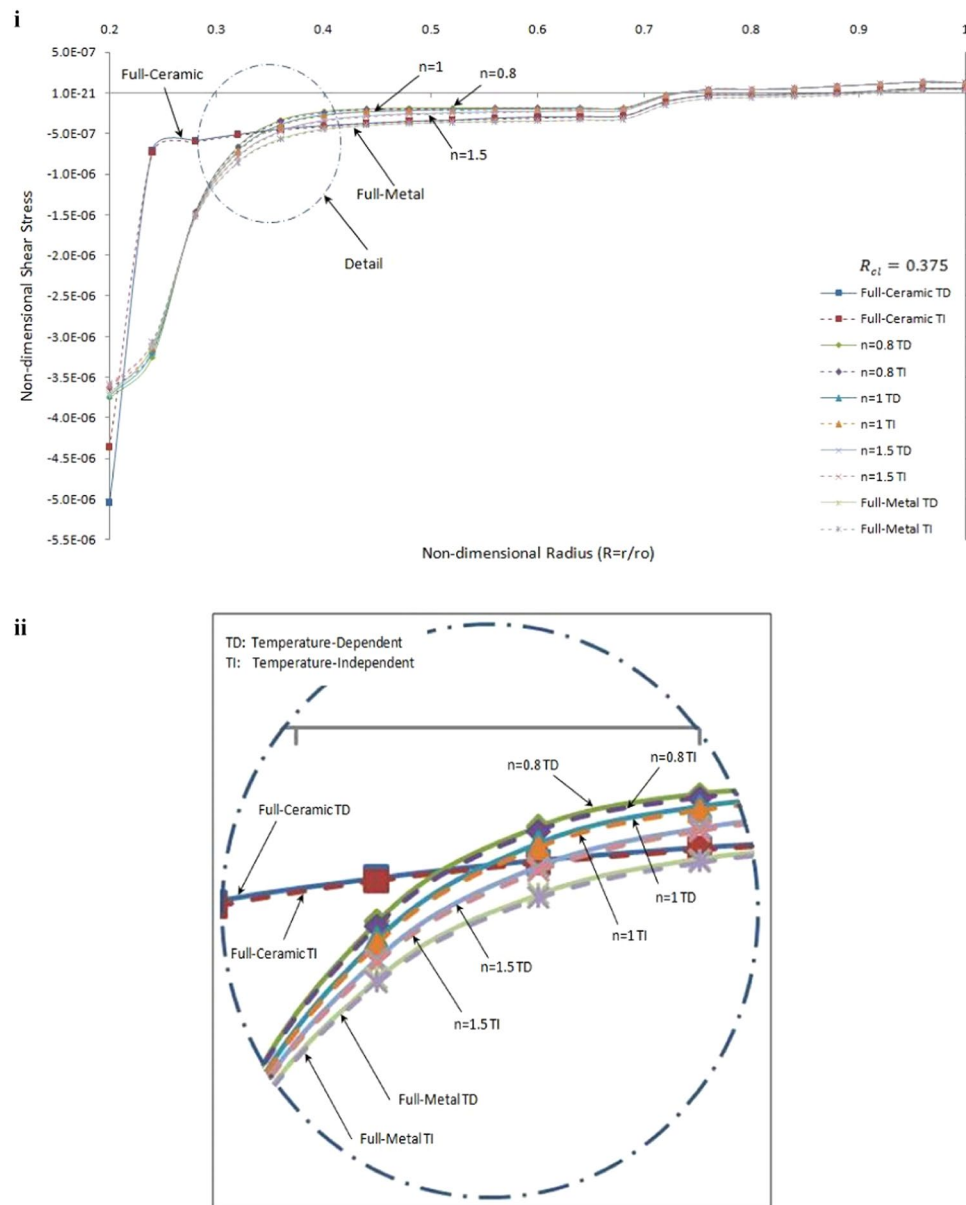 i
0.2 0.3 0.4 0.5 0.6 0.7 0.8 0.9 1
5.0E-07
1.0E-21
-5.0E-07
-1.0E-06
-1.5E-06
-2.0E-06
-2.5E-06
-3.0E-06
-3.5E-06
-4.0E-06
-4.5E-06
-5.0E-06
-5.5E-06
Non-dimensional Shear Stress
Full-Ceramic
n=1
n=0.8
n=1.5
Full-Metal
Detail
R_cl = 0.375
Full-Ceramic TD
Full-Ceramic TI
n=0.8 TD
n=0.8 TI
n=1 TD
n=1 TI
n=1.5 TD
n=1.5 TI
Full-Metal TD
Full-Metal TI
Non-dimensional Radius (R=r/ro)
ii
TD: Temperature-Dependent
TI: Temperature-Independent
n=0.8 TD
n=0.8 TI
Full-Ceramic TD
n=1 TD
Full-Ceramic TI
n=1 TI
n=1.5 TD
n=1.5 TI
Full-Metal TD
Full-Metal TI